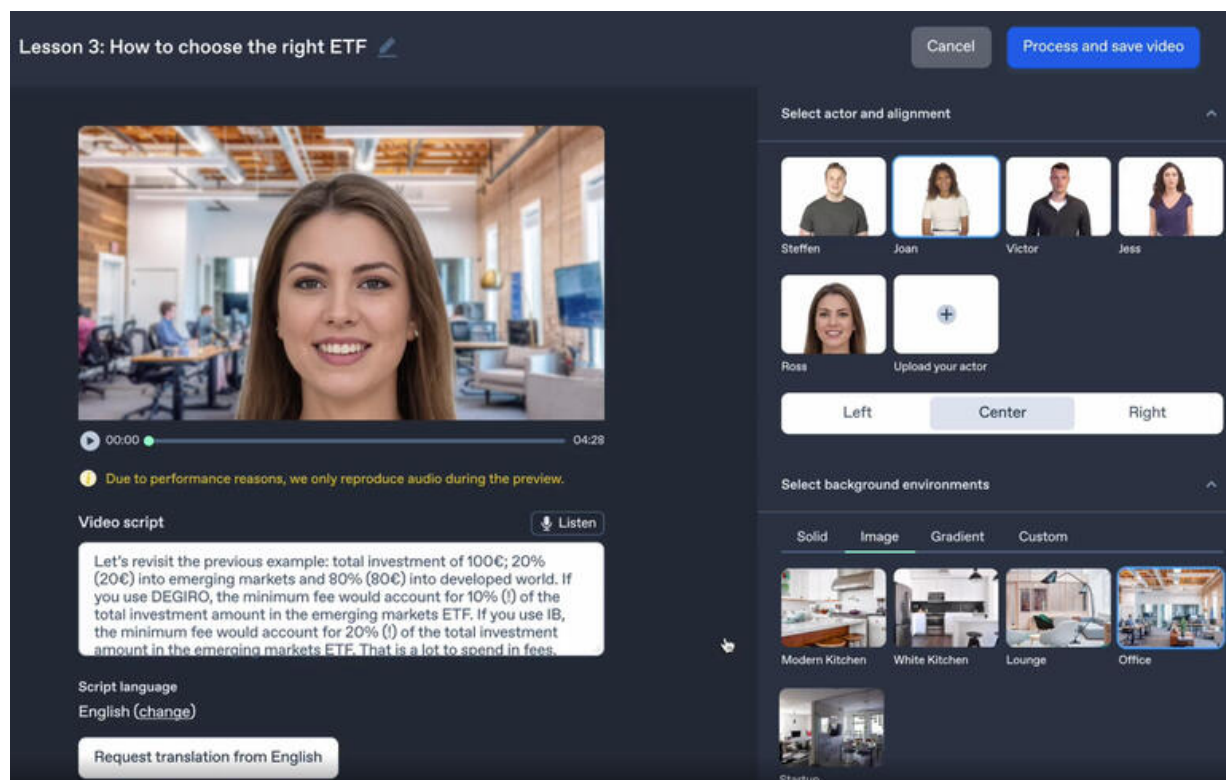 Lesson 3: How to choose the right ETF
Cancel
Process and save video
00:00
04:28
Due to performance reasons, we only reproduce audio during the preview.
Video script
Listen
Let's revisit the previous example: total investment of 100€; 20%
(20€) into emerging markets and 80% (80€) into developed world. If
you use DEGIRO, the minimum fee would account for 10% (!) of the
total investment amount in the emerging markets ETF. If you use IB,
the minimum fee would account for 20% (!) of the total investment
amount in the emerging markets ETF. That is a lot to spend in fees.
Script language
English (change)
Request translation from English
Select actor and alignment
Steffen
Joan
Victor
Jess
Ross
Upload your actor
Left
Center
Right
Select background environments
Solid
Image
Gradient
Custom
Modern Kitchen
White Kitchen
Lounge
Office
Startup